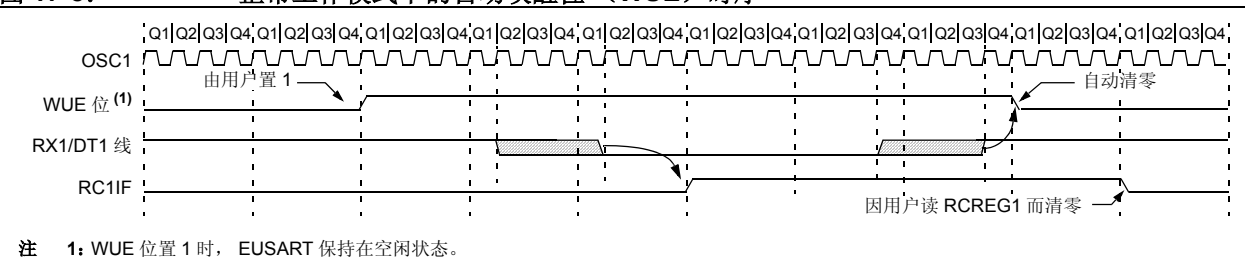 Q1 Q2 Q3 Q4 Q1 Q2 Q3 Q4 Q1 Q2 Q3 Q4 Q1 Q2 Q3 Q4 Q1 Q2 Q3 Q4 Q1 Q2 Q3 Q4 Q1 Q2 Q3 Q4 Q1 Q2 Q3 Q4 Q1 Q2 Q3 Q4 Q1 Q2 Q3 Q4
OSC1
由用户置 1
自动清零
WUE 位 (1)
RX1/DT1 线
RC1IF
因用户读 RCREG1 而清零
注 1: WUE 位置 1 时， EUSART 保持在空闲状态。